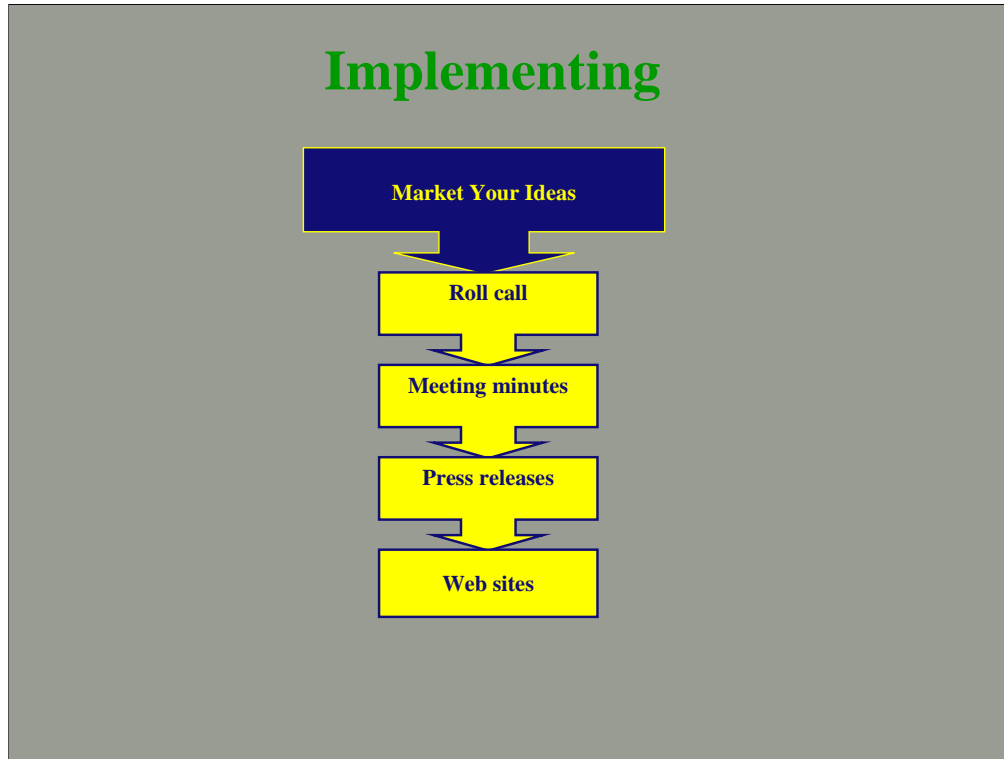 Implementing
Market Your Ideas
Roll call
Meeting minutes
Press releases
Web sites